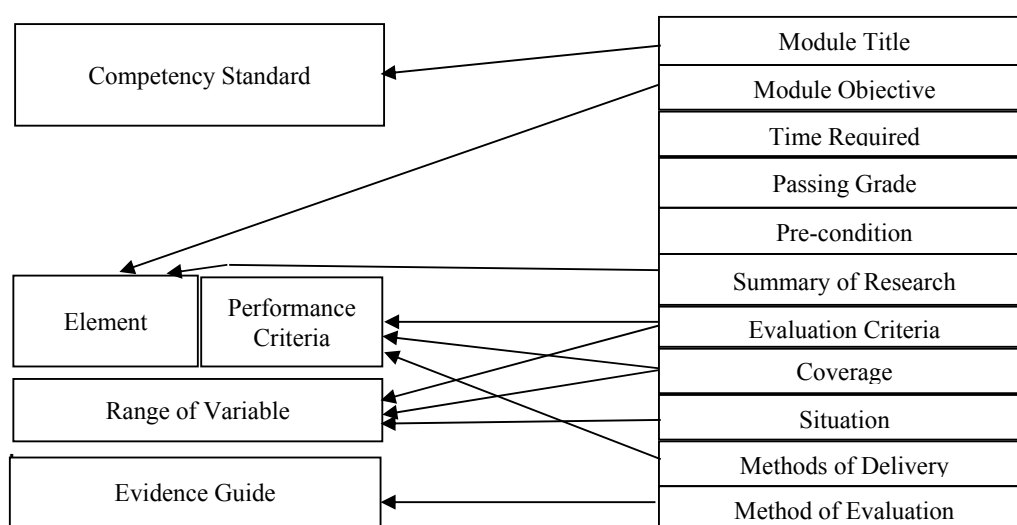 Competency Standard
Element
Performance
Criteria
Range of Variable
Evidence Guide
Module Title
Module Objective
Time Required
Passing Grade
Pre-condition
Summary of Research
Evaluation Criteria
Coverage
Situation
Methods of Delivery
Method of Evaluation